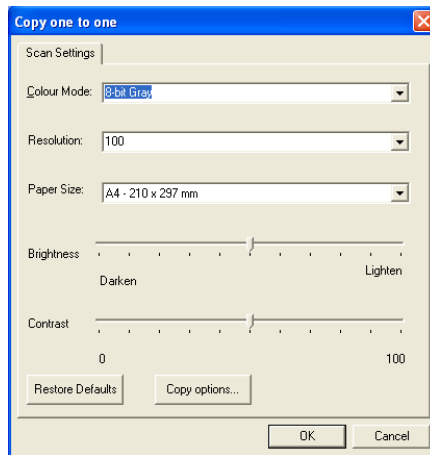 Copy one to one
Scan Settings
Colour Mode: 8-bit Gray
Resolution: 100
Paper Size: A4 - 210 x 297 mm
Brightness
Darken Lighten
Contrast
0 100
Restore Defaults Copy options...
OK Cancel